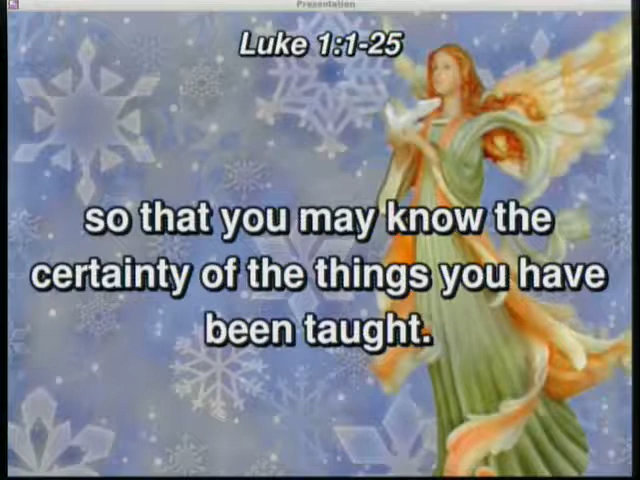 Presentation
Luke 1:1-25
so that you may know the
certainty of the things you have
been taught.